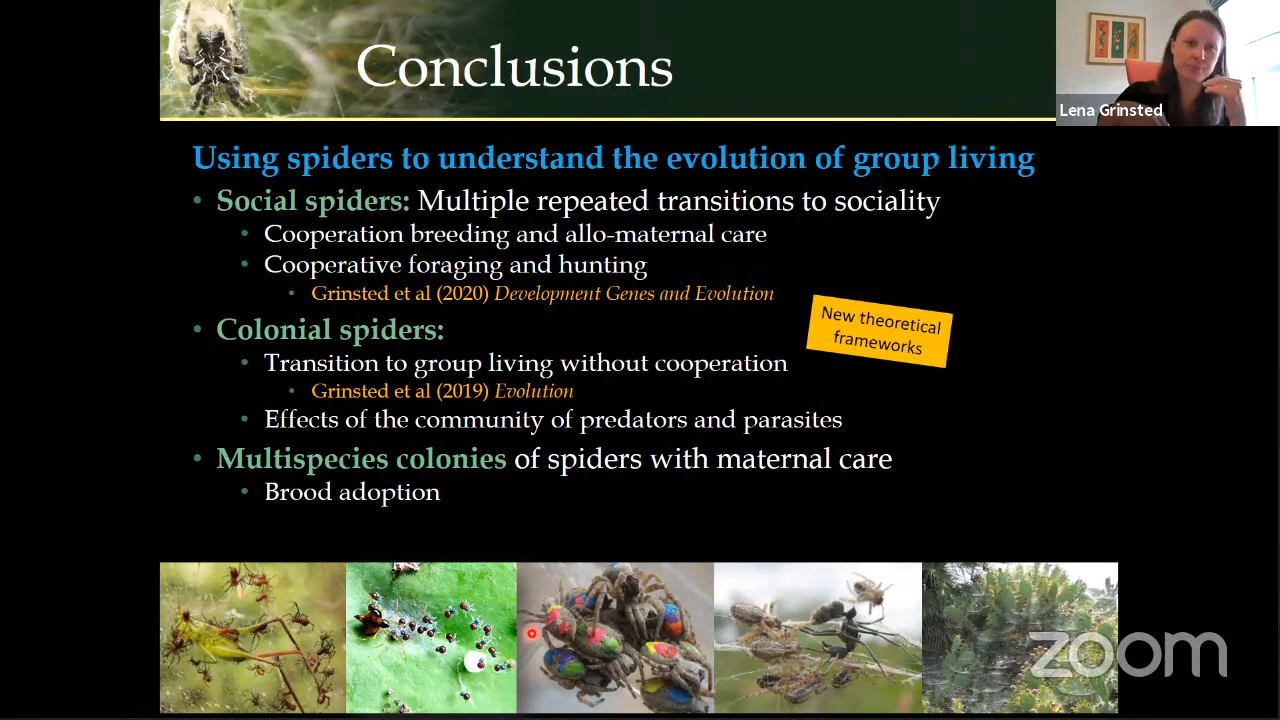 Conclusions
Lena Grinsted
Using spiders to understand the evolution of group living
• Social spiders: Multiple repeated transitions to sociality
• Cooperation breeding and allo-maternal care
• Cooperative foraging and hunting
• Grinsted et al (2020) Development Genes and Evolution
New theoretical
frameworks
• Colonial spiders:
• Transition to group living without cooperation
• Grinsted et al (2019) Evolution
• Effects of the community of predators and parasites
• Multispecies colonies of spiders with maternal care
• Brood adoption
zoom